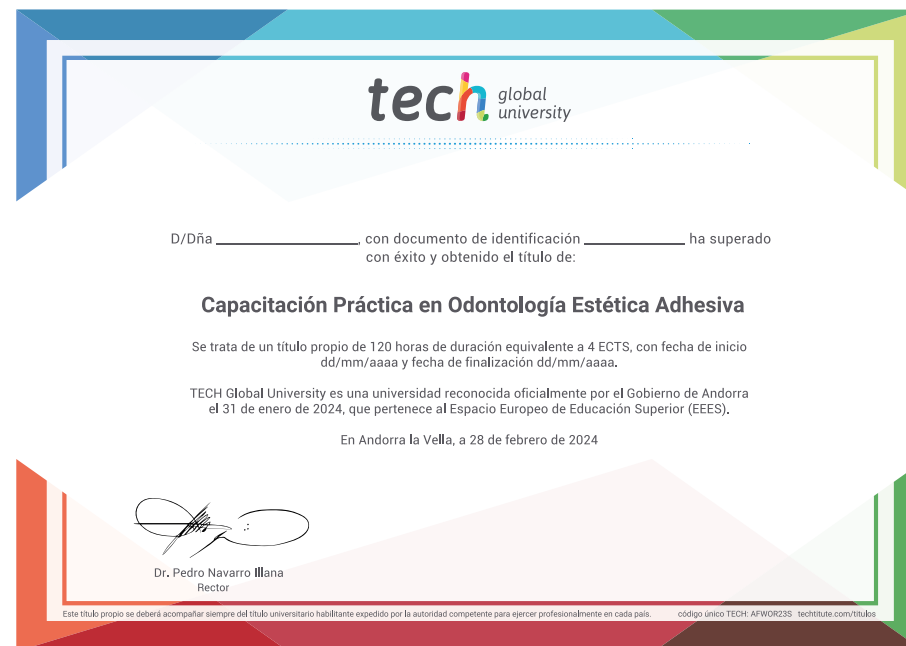 tech global university
D/Dña ______________, con documento de identificación __________ ha superado
con éxito y obtenido el título de:
Capacitación Práctica en Odontología Estética Adhesiva
Se trata de un título propio de 120 horas de duración equivalente a 4 ECTS, con fecha de inicio
dd/mm/aaaa y fecha de finalización dd/mm/aaaa.
TECH Global University es una universidad reconocida oficialmente por el Gobierno de Andorra
el 31 de enero de 2024, que pertenece al Espacio Europeo de Educación Superior (EEES).
En Andorra la Vella, a 28 de febrero de 2024
Dr. Pedro Navarro Illana
Rector
Este título propio se deberá acompañar siempre del título universitario habilitante expedido por la autoridad competente para ejercer profesionalmente en cada país. código único TECH: AFWOR23S techtitute.com/titulos